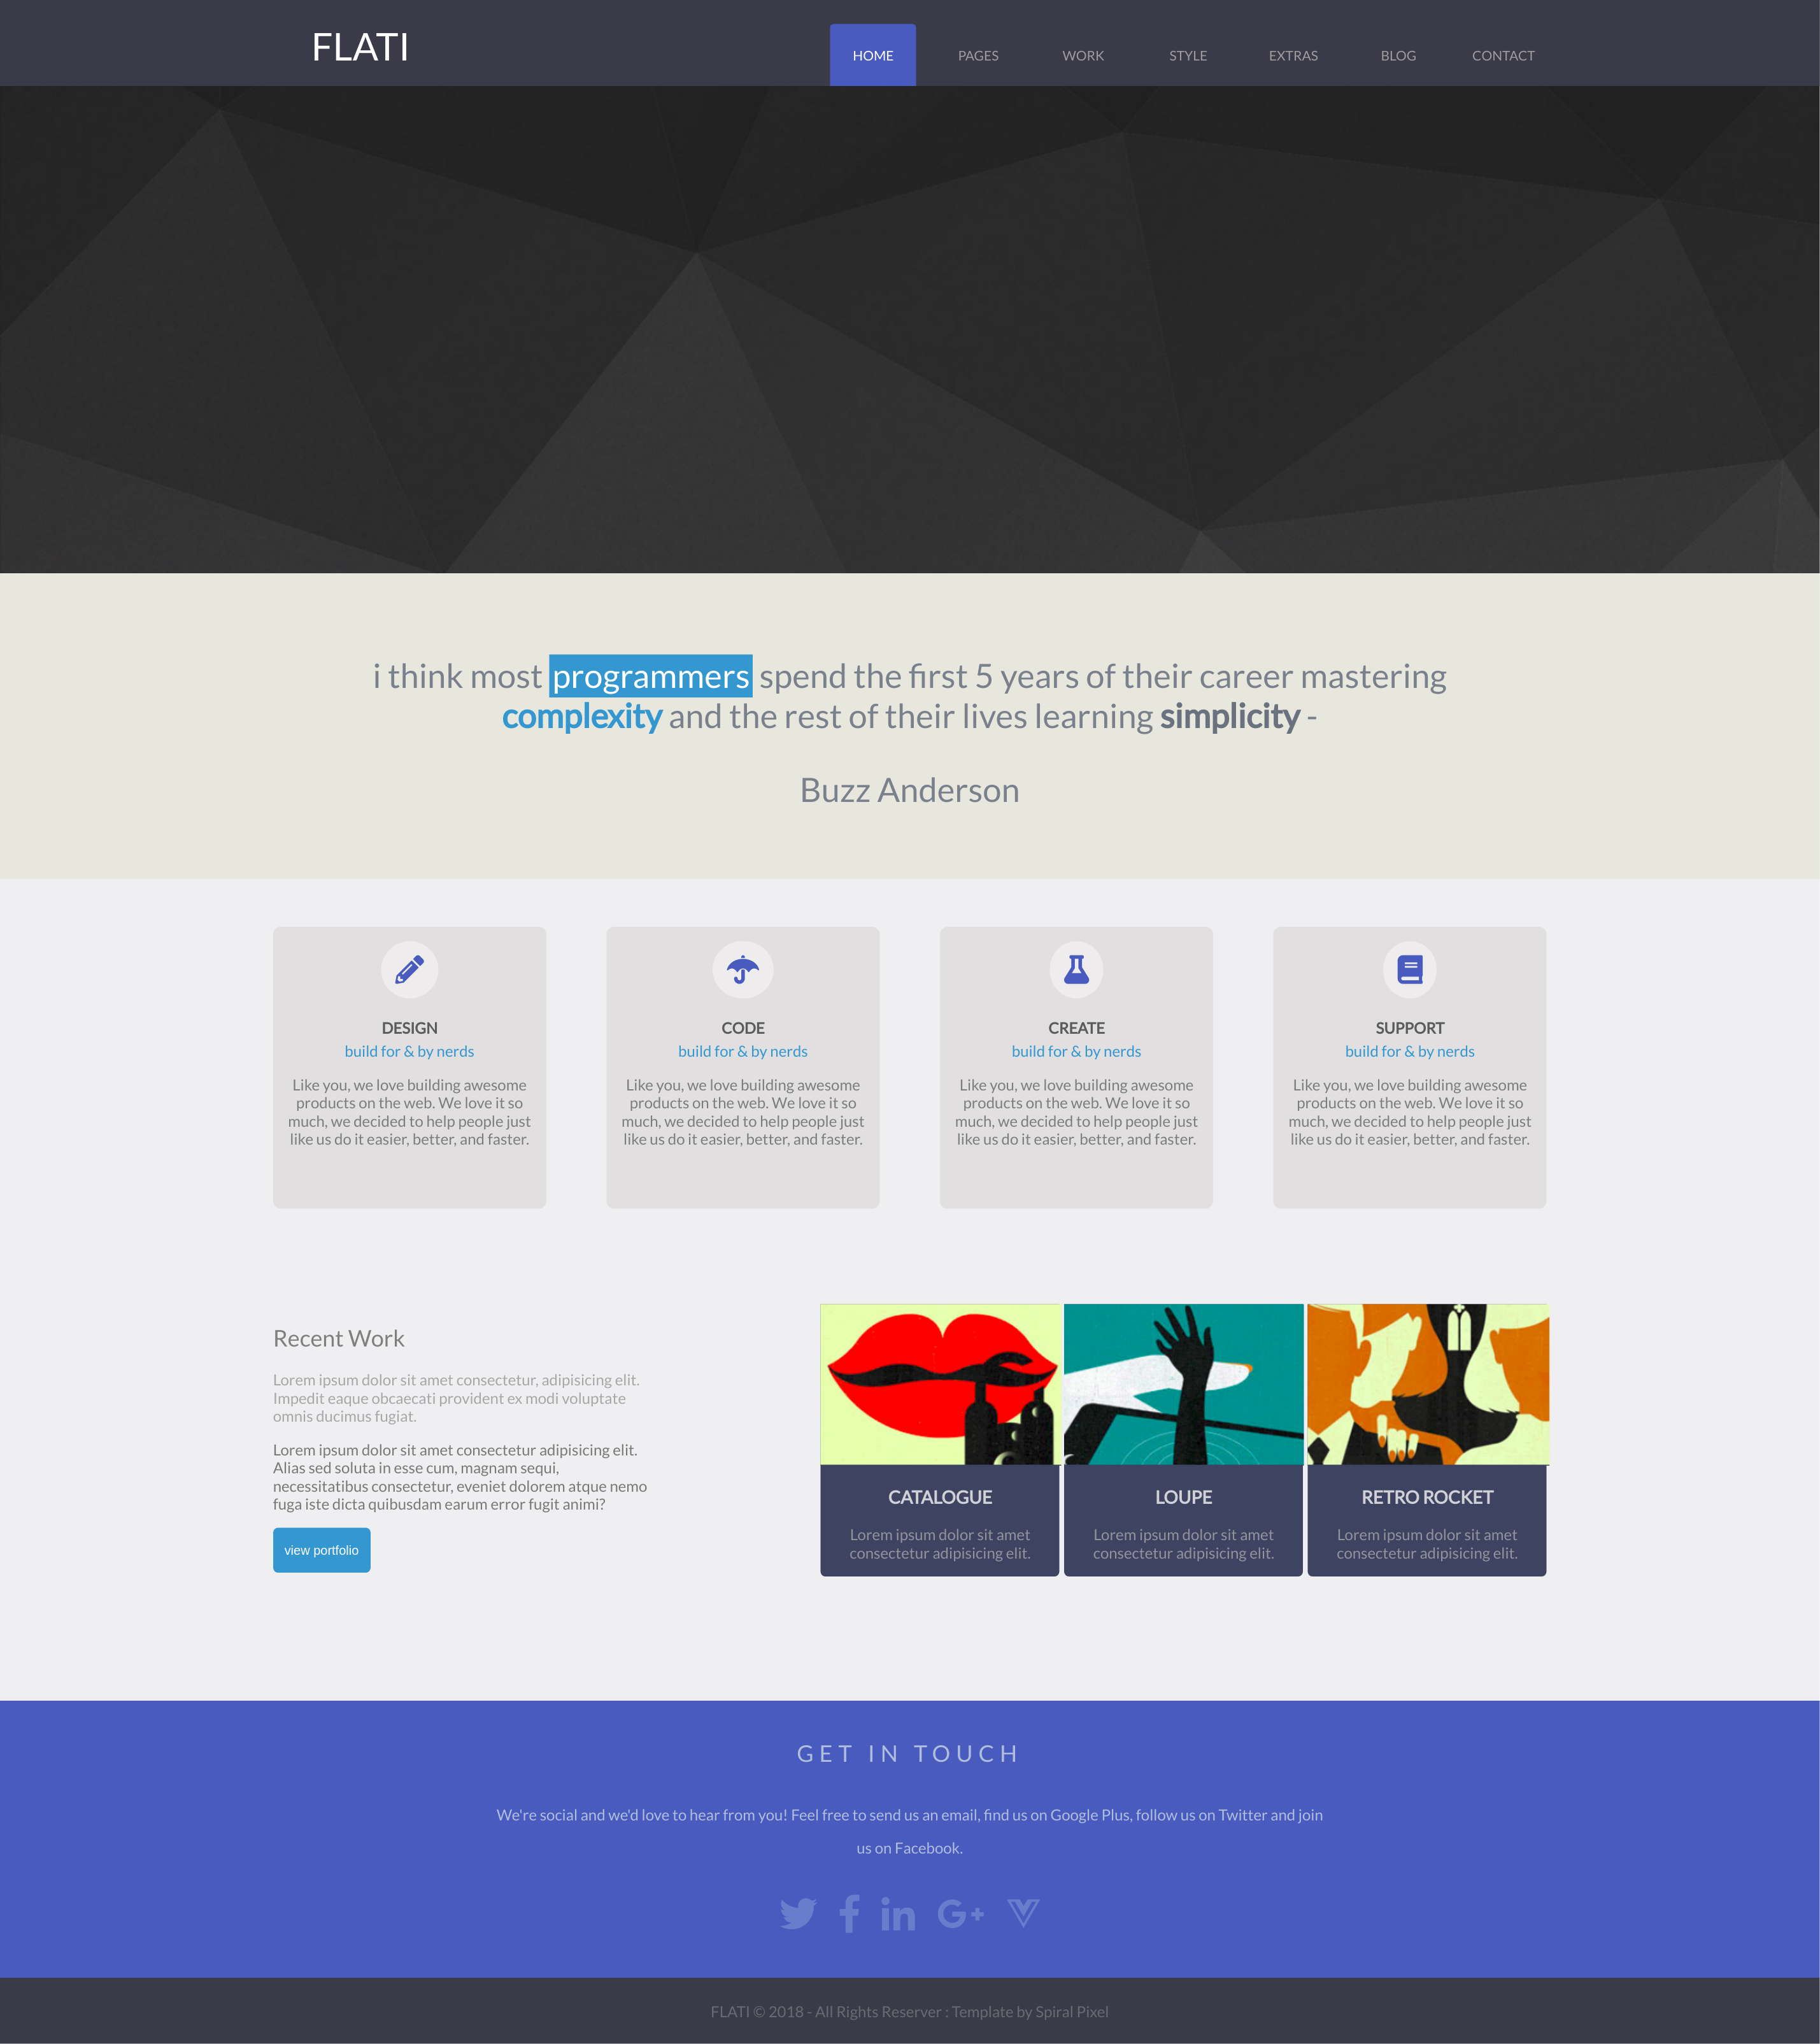 FLATI
HOME PAGES WORK STYLE EXTRAS BLOG CONTACT
i think most programmers spend the first 5 years of their career mastering
complexity and the rest of their lives learning simplicity -
Buzz Anderson
DESIGN
build for & by nerds
Like you, we love building awesome
products on the web. We love it so
much, we decided to help people just
like us do it easier, better, and faster.
CODE
build for & by nerds
Like you, we love building awesome
products on the web. We love it so
much, we decided to help people just
like us do it easier, better, and faster.
CREATE
build for & by nerds
Like you, we love building awesome
products on the web. We love it so
much, we decided to help people just
like us do it easier, better, and faster.
SUPPORT
build for & by nerds
Like you, we love building awesome
products on the web. We love it so
much, we decided to help people just
like us do it easier, better, and faster.
Recent Work
Lorem ipsum dolor sit amet consectetur, adipisicing elit.
Impedit eaque obcaecati provident ex modi voluptate
omnis ducimus fugiat.
Lorem ipsum dolor sit amet consectetur adipisicing elit.
Alias sed soluta in esse cum, magnam sequi,
necessitatibus consectetur, eveniet dolorem atque nemo
fuga iste dicta quibusdam earum error fugit animi?
view portfolio
CATALOGUE
Lorem ipsum dolor sit amet
consectetur adipisicing elit.
LOUPE
Lorem ipsum dolor sit amet
consectetur adipisicing elit.
RETRO ROCKET
Lorem ipsum dolor sit amet
consectetur adipisicing elit.
GET IN TOUCH
We're social and we'd love to hear from you! Feel free to send us an email, find us on Google Plus, follow us on Twitter and join
us on Facebook.
FLATI © 2018 - All Rights Reserver : Template by Spiral Pixel